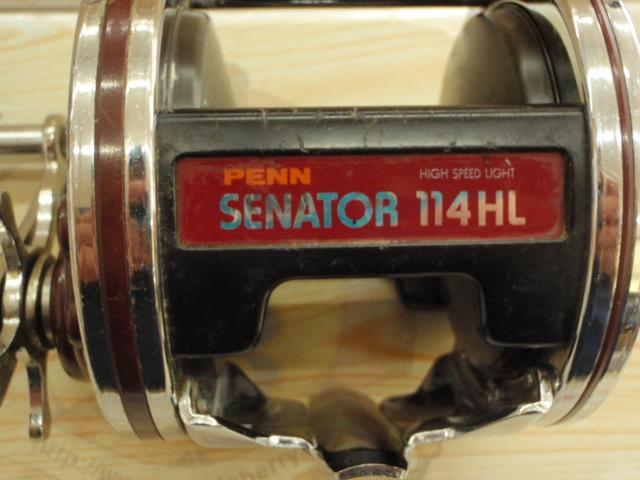 PENN
HIGH SPEED LIGHT
SENATOR 114HL